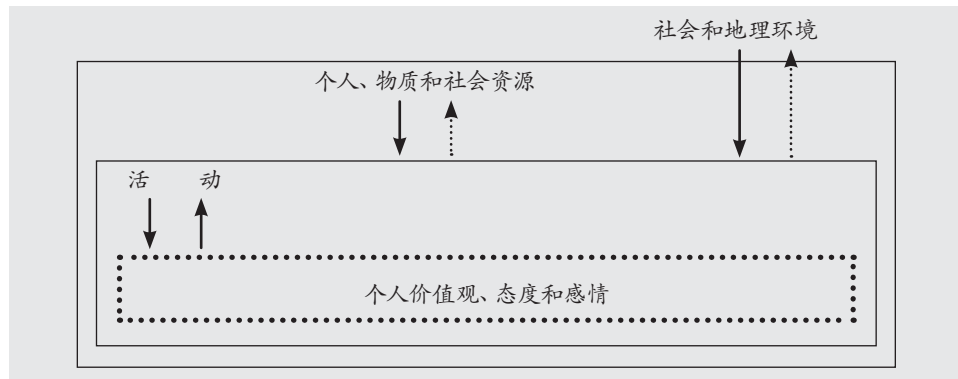 社会和地理环境
个人、物质和社会资源
活 动
个人价值观、态度和感情